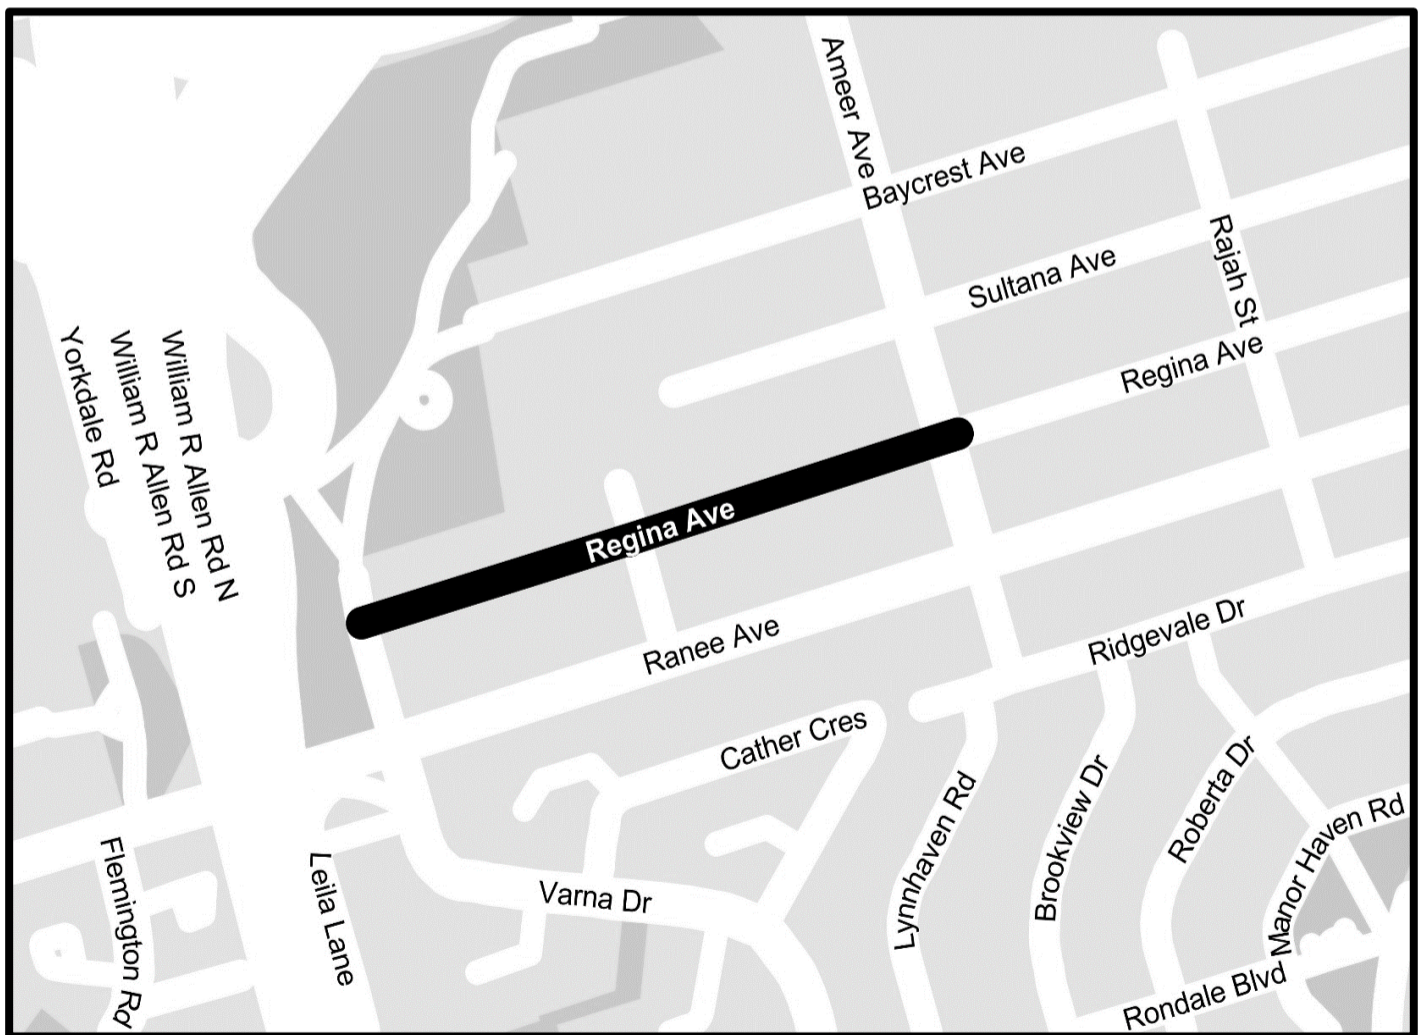 Ameer Ave
Baycrest Ave
Sultana Ave
Rajah St
Regina Ave
Yorkdale Rd
William R Allen Rd S
William R Allen Rd N
Regina Ave
Ranee Ave
Ridgevale Dr
Cather Cres
Lynnhaven Rd
Brookview Dr
Roberta Dr
Manor Haven Rd
Flemington Rd
Leila Lane
Varna Dr
Rondale Blvd